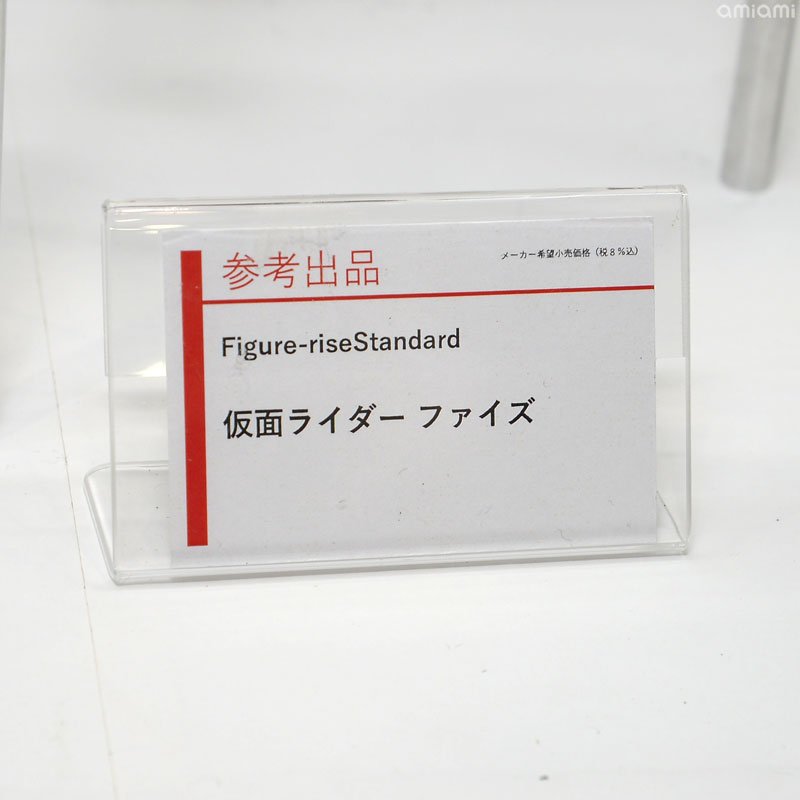 amiami
参考出品
メーカー希望小売価格（税8%込）
Figure-riseStandard
仮面ライダー ファイズ